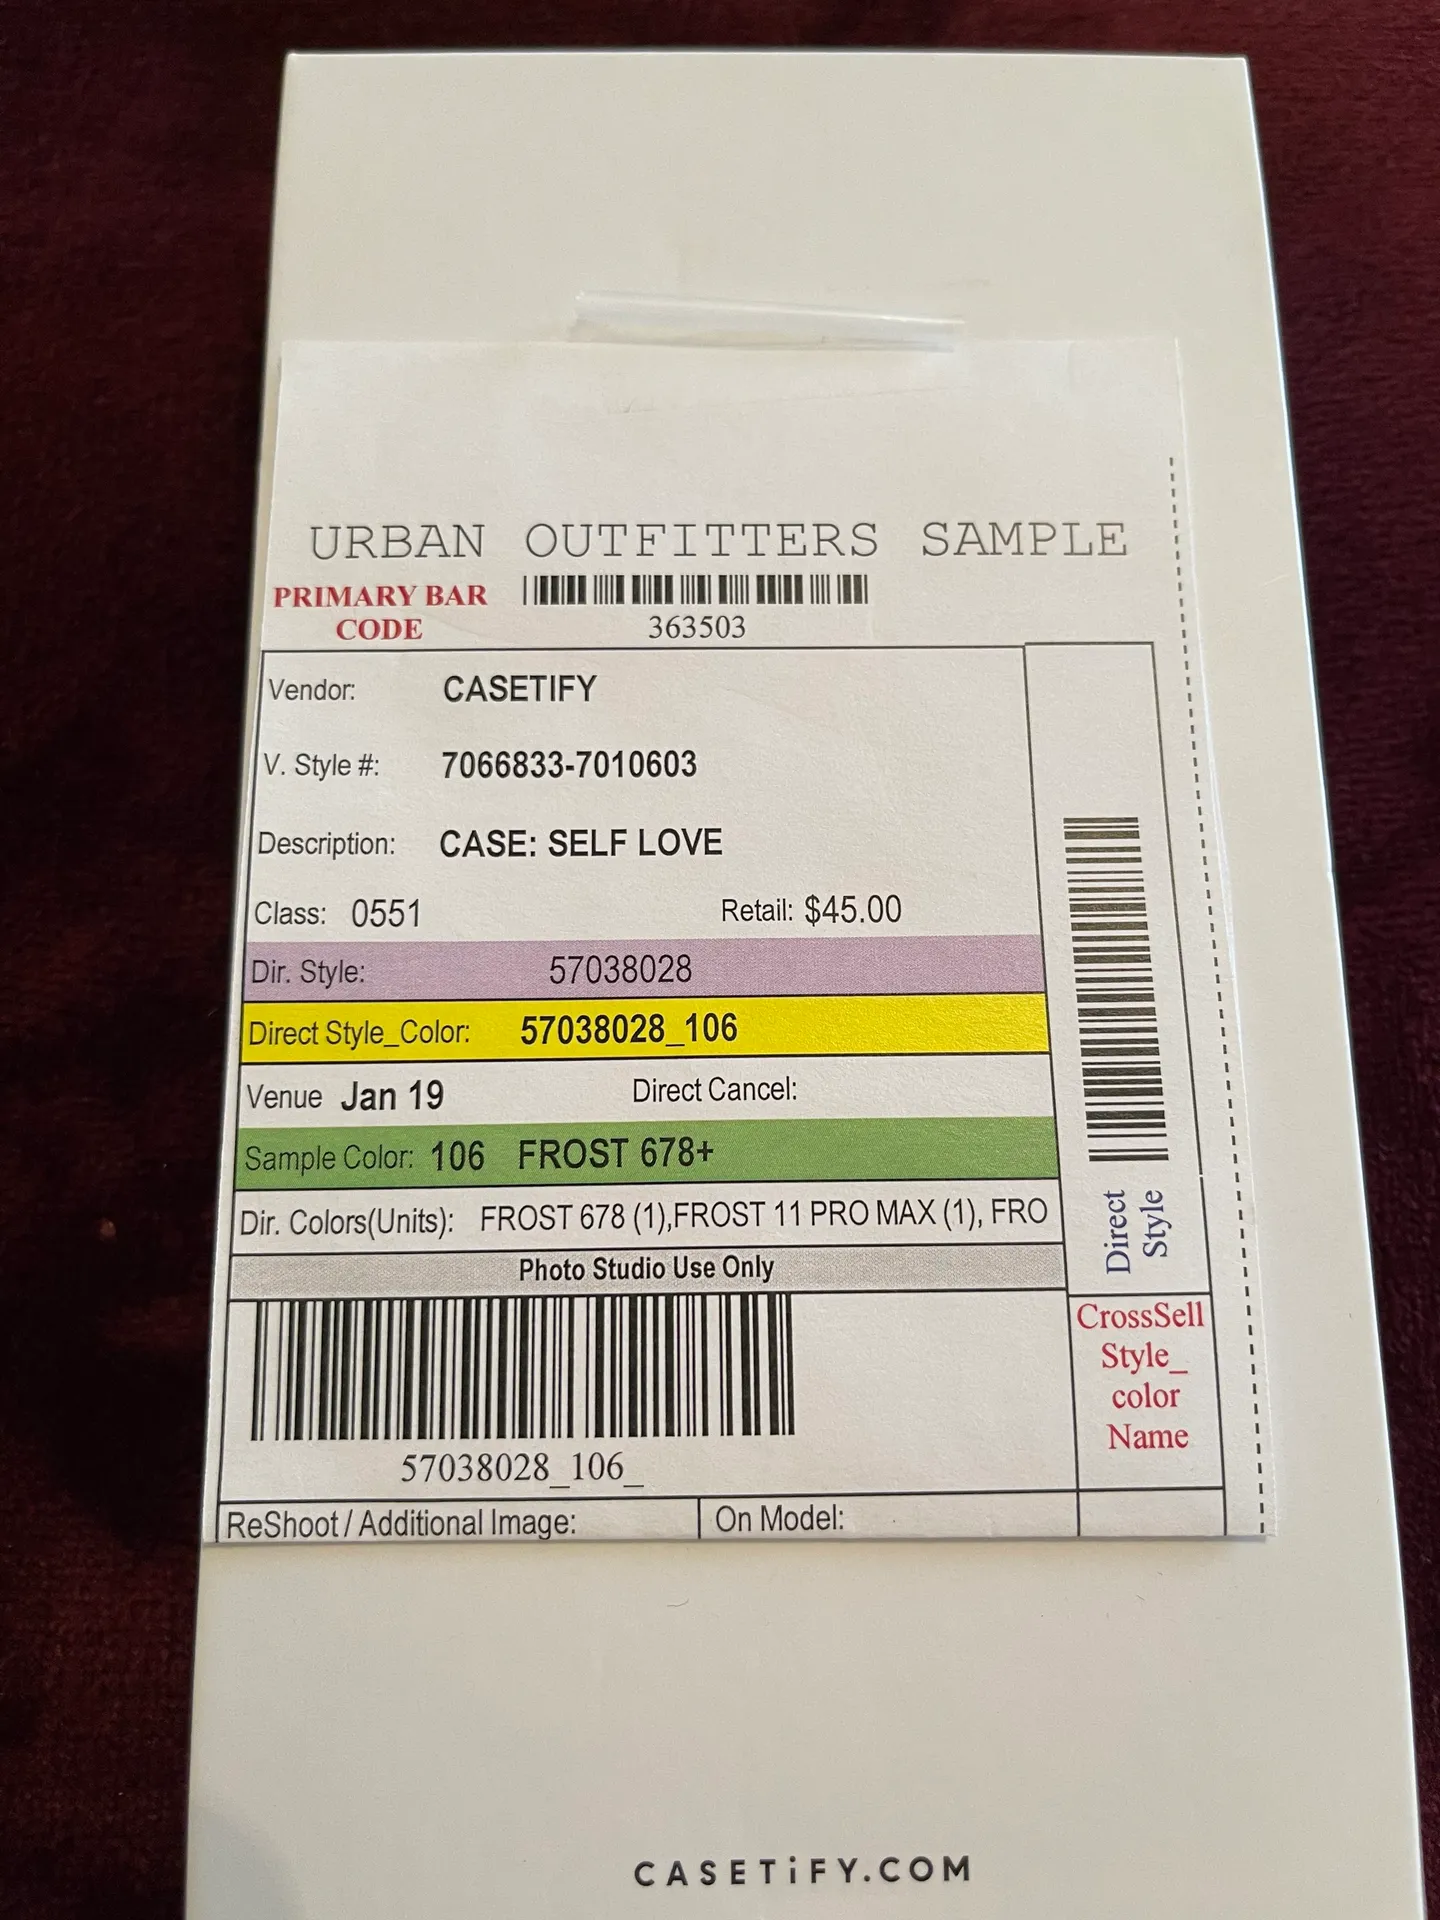 URBAN OUTFITTERS SAMPLE
PRIMARY BAR
CODE
363503
Vendor: CASETIFY
V. Style #: 7066833-7010603
Description: CASE: SELF LOVE
Class: 0551 Retail: $45.00
Dir. Style: 57038028
Direct Style_Color: 57038028_106
Venue Jan 19 Direct Cancel:
Sample Color: 106 FROST 678+
Dir. Colors(Units): FROST 678 (1),FROST 11 PRO MAX (1), FRO
Photo Studio Use Only
57038028_106_
ReShoot / Additional Image: On Model:
Direct
Style
CrossSell
Style_
color
Name
CASETiFY.COM